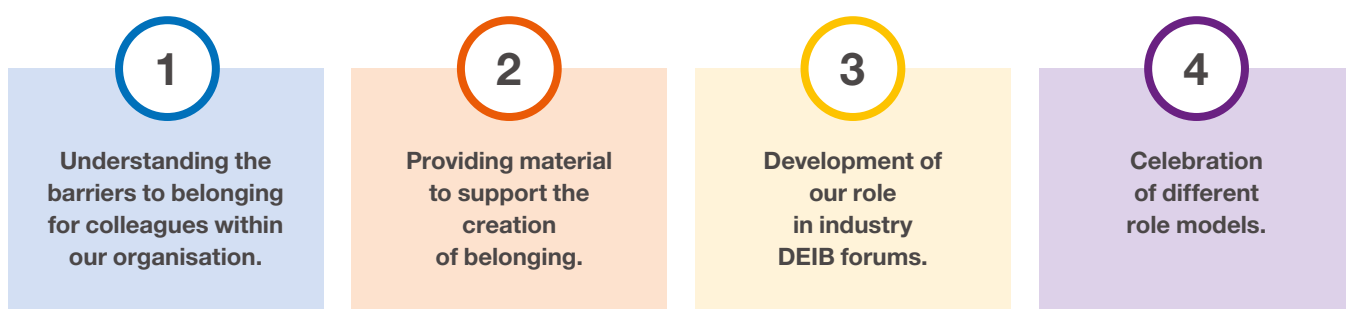 1
Understanding the
barriers to belonging
for colleagues within
our organisation.
2
Providing material
to support the
creation
of belonging.
3
Development of
our role
in industry
DEIB forums.
4
Celebration
of different
role models.